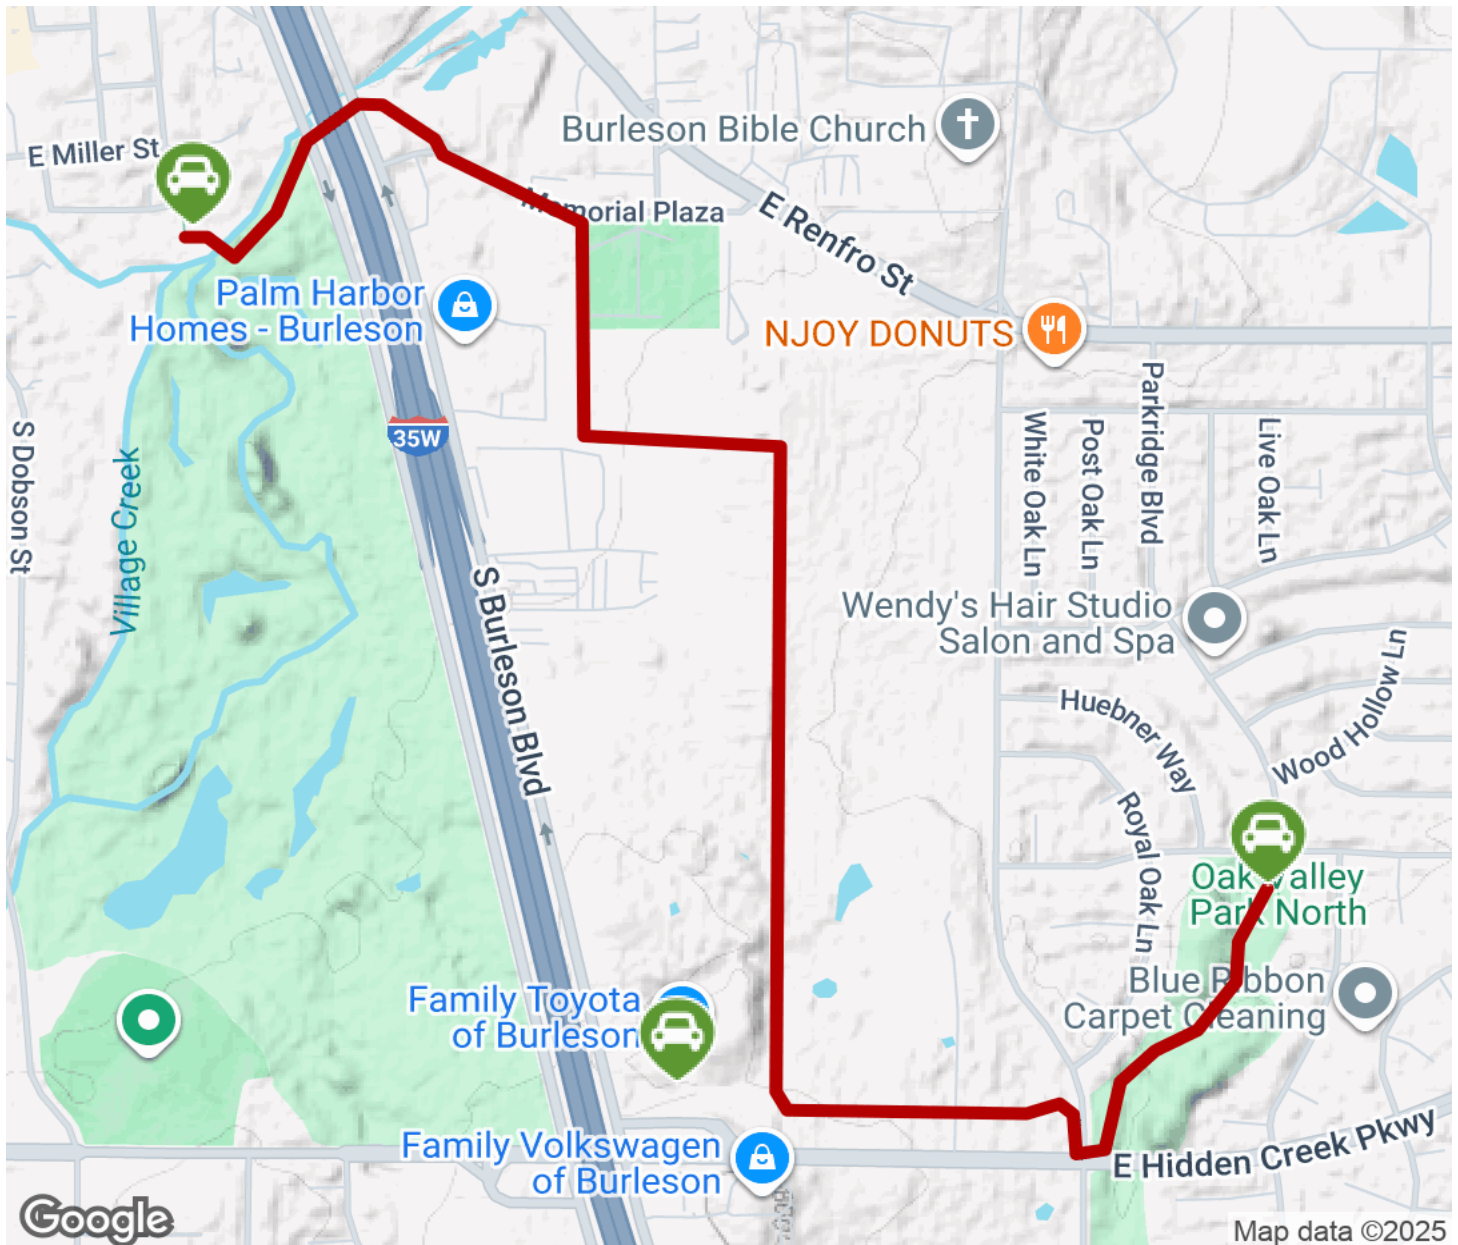 Burleson Bible Church
E Miller St
Memorial Plaza
E Renfro St
Palm Harbor
Homes - Burleson
NJOY DONUTS
35W
S Dobson St
Village Creek
White Oak Ln
Post Oak Ln
Parkridge Blvd
Live Oak Ln
S Burleson Blvd
Wendy's Hair Studio
Salon and Spa
Wood Hollow Ln
Huebner Way
Royal Oak Ln
Oak Valley
Park North
Blue Ribbon
Carpet Cleaning
Family Toyota
of Burleson
Family Volkswagen
of Burleson
E Hidden Creek Pkwy
Google
Map data ©2025